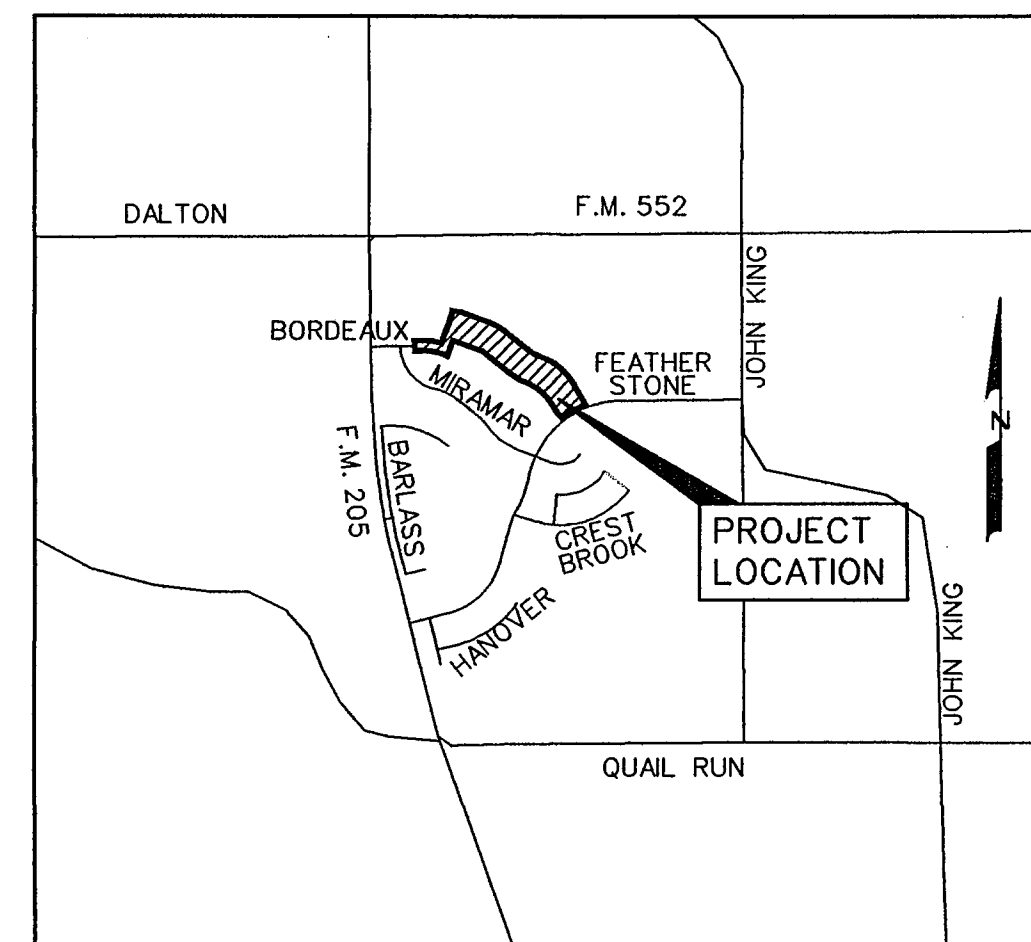 DALTON
F.M. 552
JOHN KING
BORDEAUX
FEATHER
STONE
MIRAMAR
F.M. 205
BARLASS
CREST
BROOK
PROJECT
LOCATION
HANOVER
JOHN KING
QUAIL RUN
N